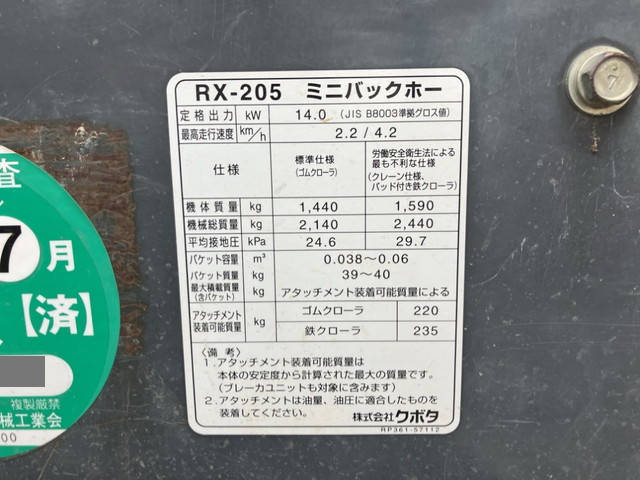 RX-205 ミニバックホー
定格出力 kW 14.0 (JIS B8003準拠グロス値)
最高走行速度 km/h 2.2 / 4.2
仕様 標準仕様 (ゴムクローラ) 労働安全衛生法による最も不利な仕様 (クレーン仕様、パッド付き鉄クローラ)
機体質量 kg 1,440 1,590
機械総質量 kg 2,140 2,440
平均接地圧 kPa 24.6 29.7
バケット容量 m³ 0.038～0.06
バケット質量 kg 39～40
最大積載質量 (含バケット) kg アタッチメント装着可能質量による
アタッチメント装着可能質量 kg ゴムクローラ 220
鉄クローラ 235
〈備考〉
1.アタッチメント装着可能質量は
本体の安定度から計算された最大の質量です。
(ブレーカユニットも対象に含みます)
2.アタッチメントは油量、油圧に適合したものを
装着してください。
株式会社クボタ
RP361-57112
査
7月
【済】
複製厳禁
械工業会
00